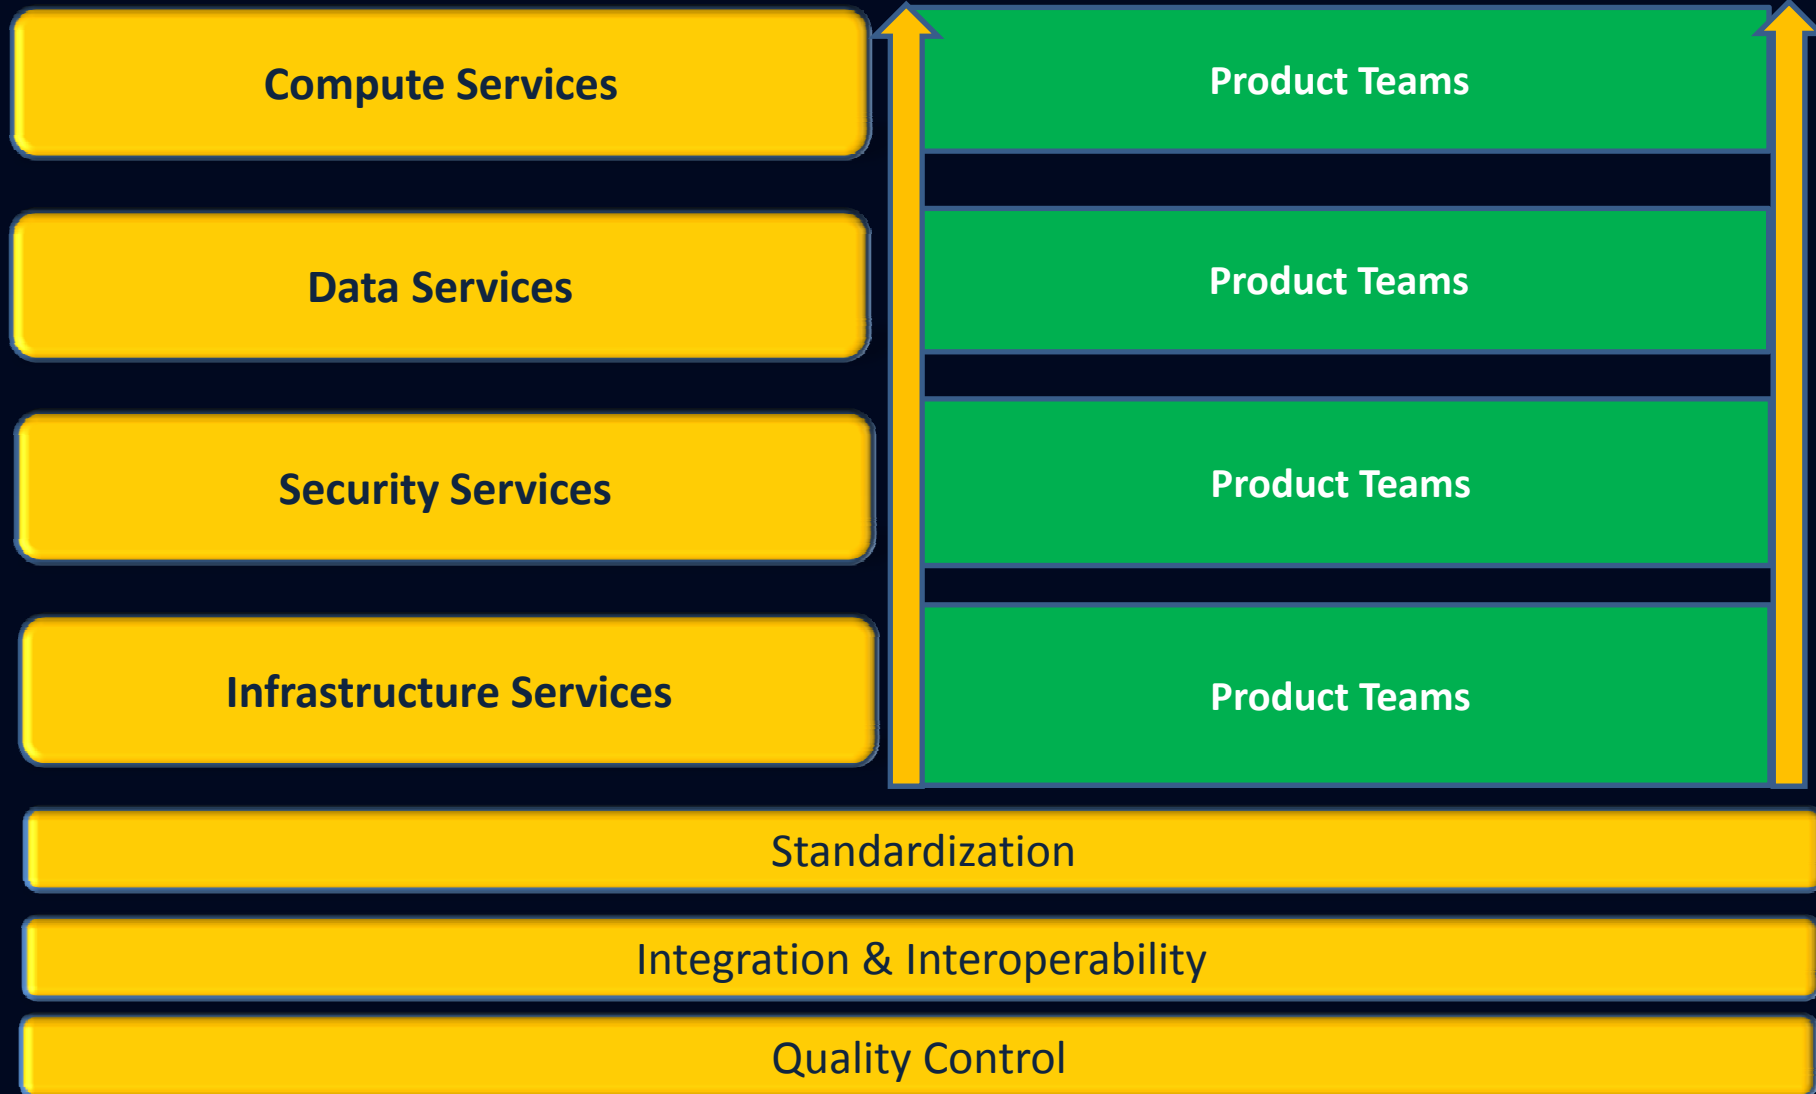 Compute Services
Product Teams
Data Services
Product Teams
Security Services
Product Teams
Infrastructure Services
Product Teams
Standardization
Integration & Interoperability
Quality Control